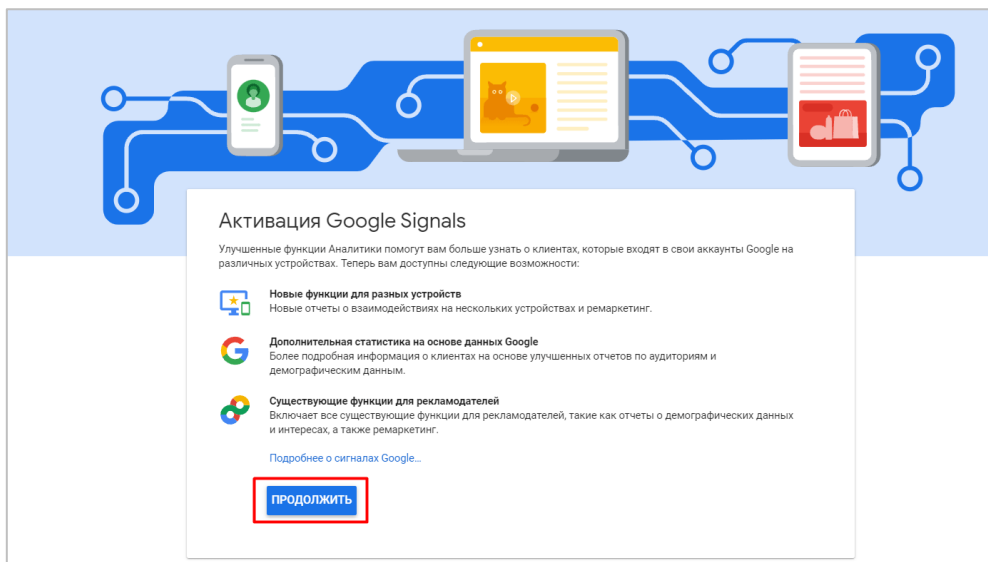 Активация Google Signals
Улучшенные функции Аналитики помогут вам больше узнать о клиентах, которые входят в свои аккаунты Google на
различных устройствах. Теперь вам доступны следующие возможности:
Новые функции для разных устройств
Новые отчеты о взаимодействиях на нескольких устройствах и ремаркетинг.
Дополнительная статистика на основе данных Google
Более подробная информация о клиентах на основе улучшенных отчетов по аудиториям и
демографическим данным.
Существующие функции для рекламодателей
Включает все существующие функции для рекламодателей, такие как отчеты о демографических данных
и интересах, а также ремаркетинг.
Подробнее о сигналах Google...
ПРОДОЛЖИТЬ